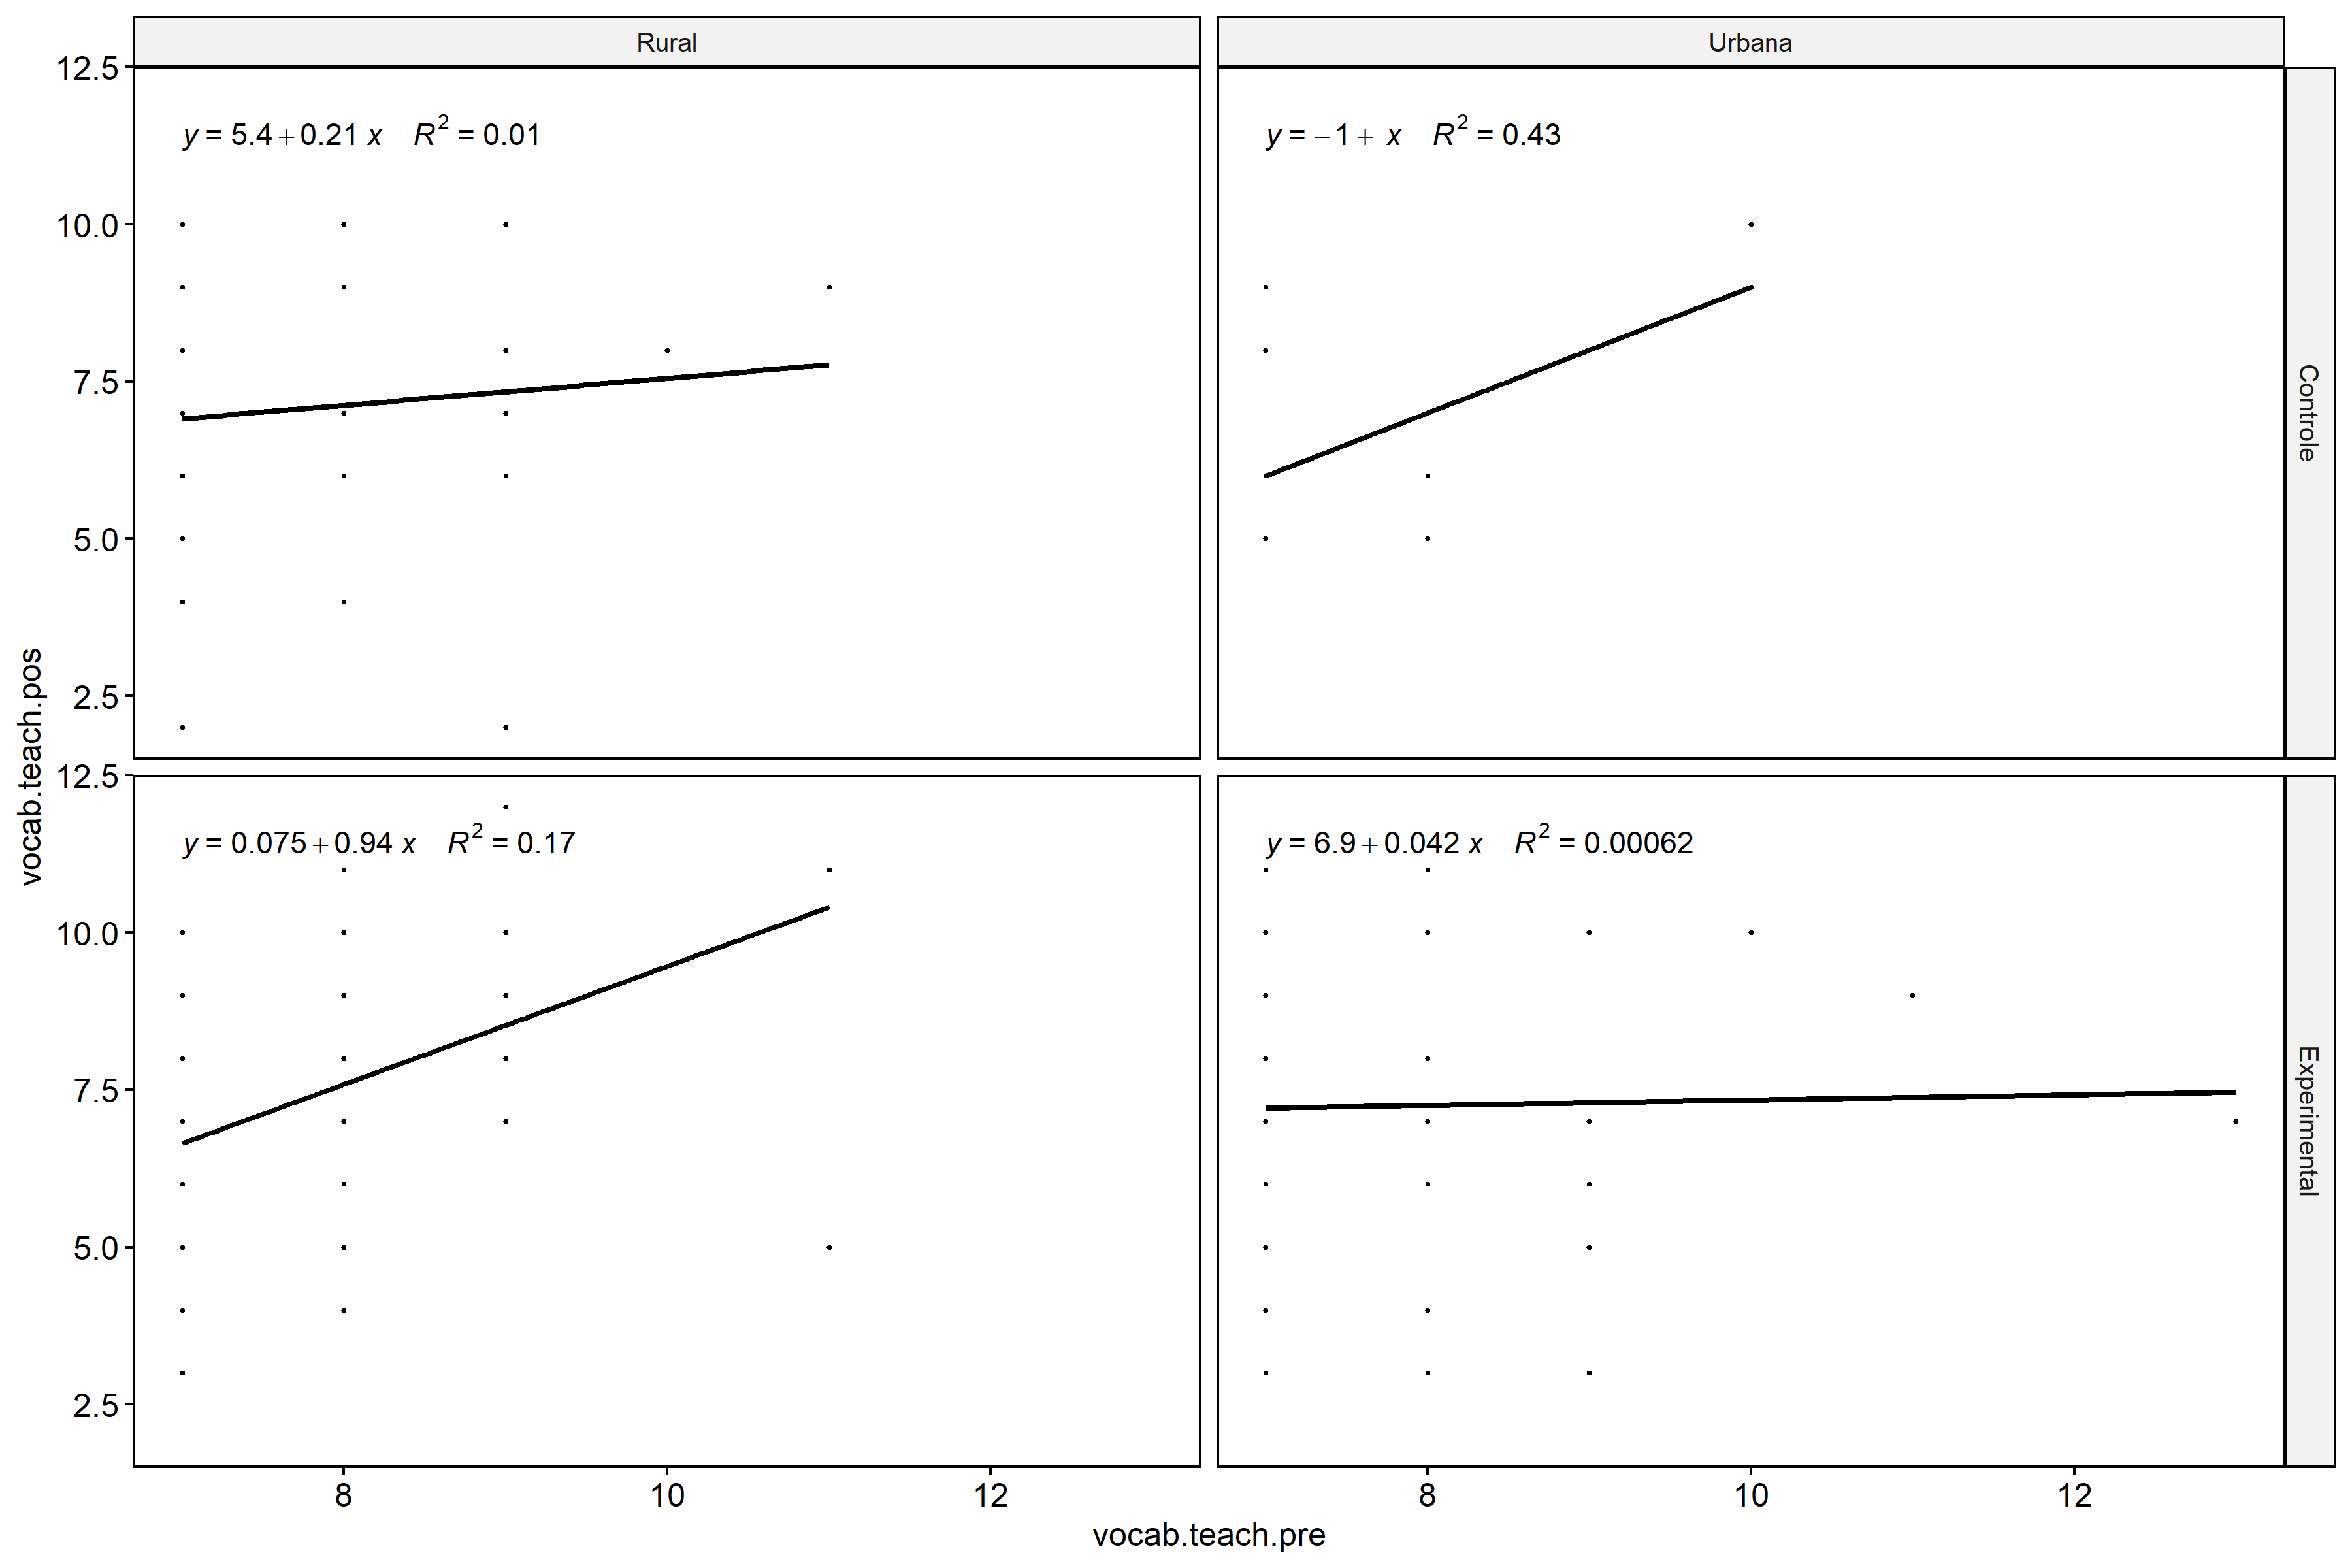 Rural
Urbana
12.5
10.0
7.5
5.0
2.5
y = 5.4 + 0.21 x R² = 0.01
y = −1 + x R² = 0.43
Controle
12.5
10.0
7.5
5.0
2.5
y = 0.075 + 0.94 x R² = 0.17
y = 6.9 + 0.042 x R² = 0.00062
Experimental
vocab.teach.pos
8 10 12
8 10 12
vocab.teach.pre